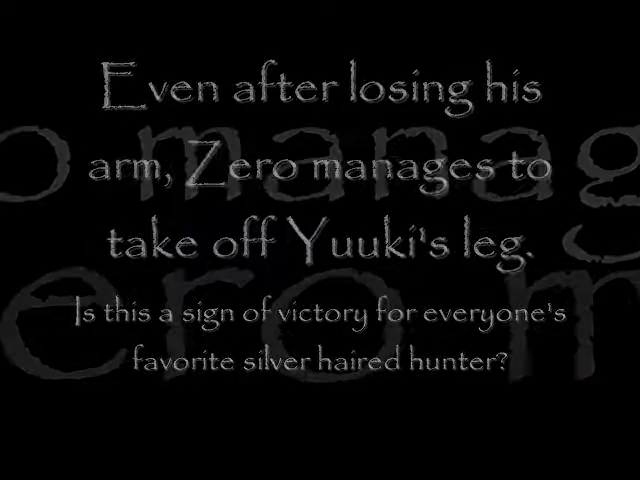 Even after losing his
arm, Zero manages to
take off Yuuki's leg.
Is this a sign of victory for everyone's
favorite silver haired hunter?